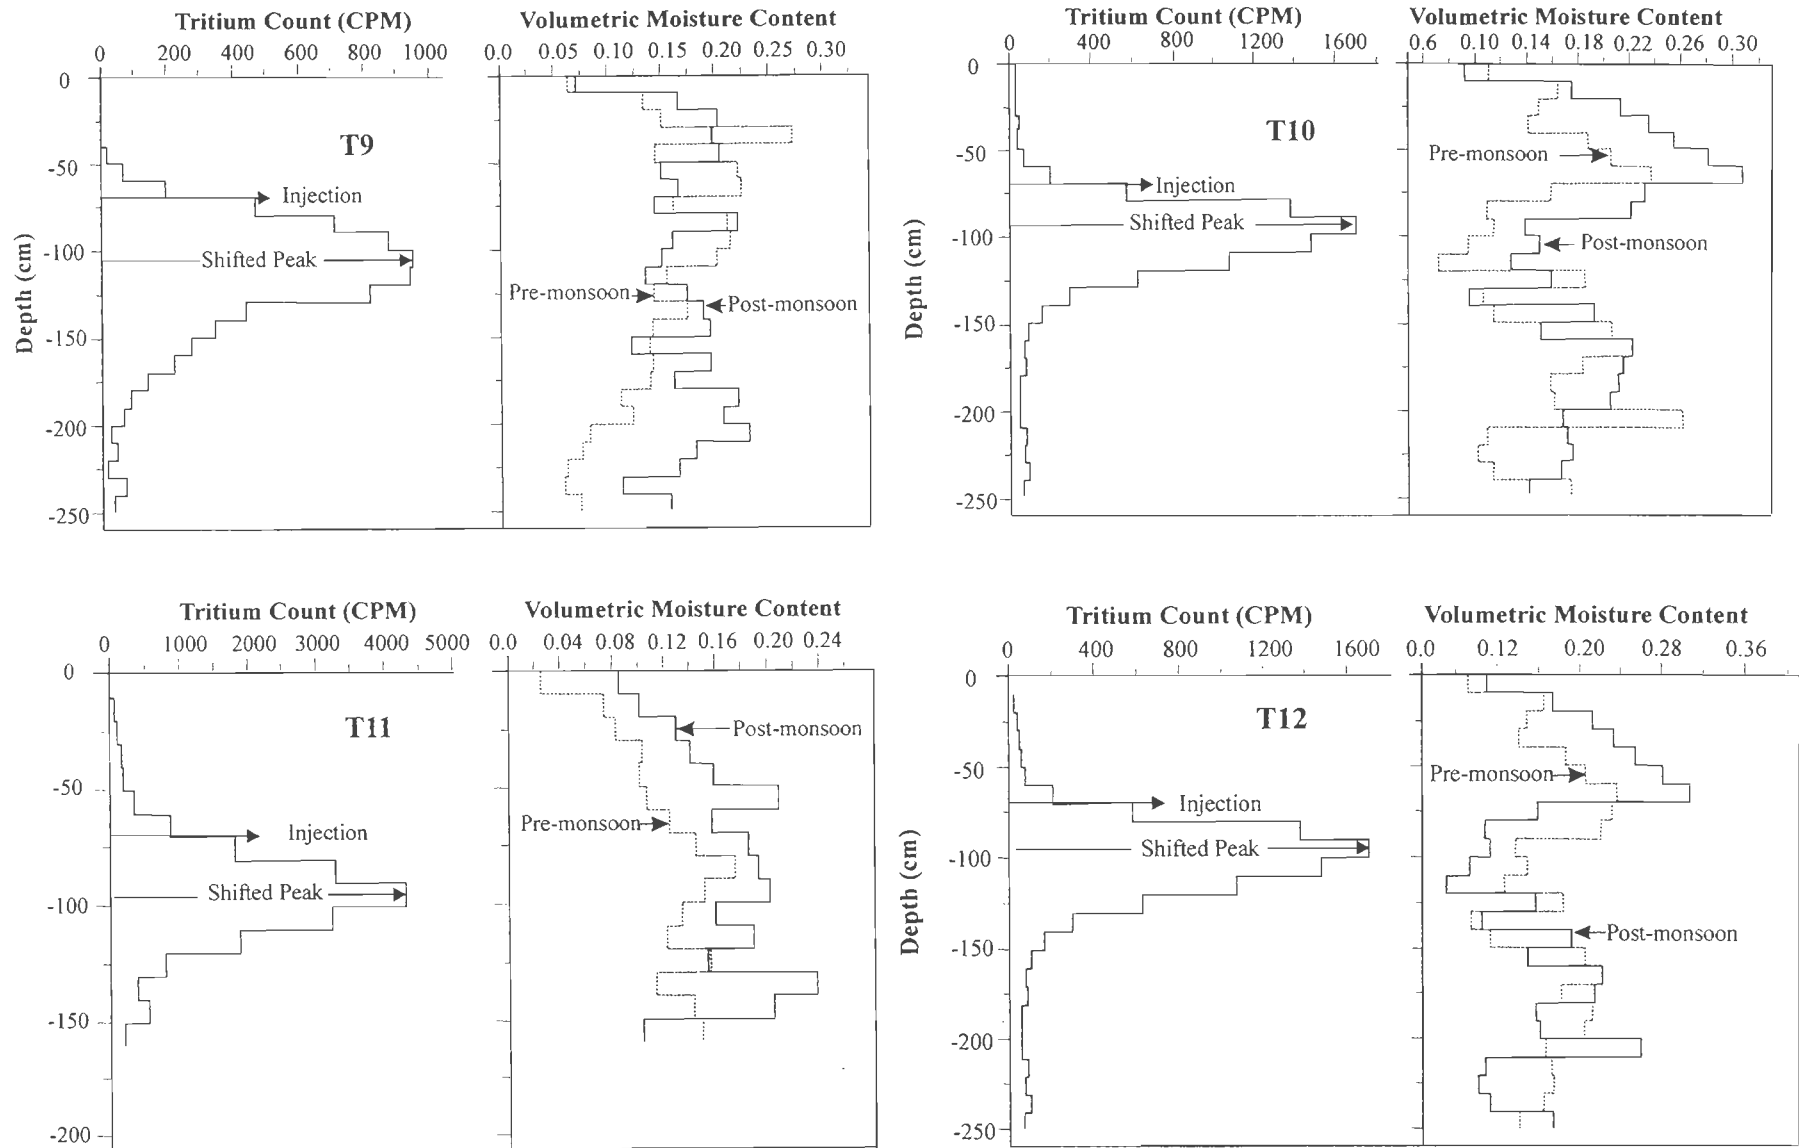 Tritium Count (CPM)
0 200 400 600 800 1000
Volumetric Moisture Content
0.0 0.05 0.15 0.20 0.25 0.30
Depth (cm)
0
-50
-100
-150
-200
-250
T9
Injection
Shifted Peak
Pre-monsoon
Post-monsoon
Tritium Count (CPM)
0 400 800 1200 1600
Volumetric Moisture Content
0.6 0.10 0.14 0.18 0.22 0.26 0.30
Depth (cm)
0
-50
-100
-150
-200
-250
T10
Injection
Shifted Peak
Pre-monsoon
Post-monsoon
Tritium Count (CPM)
0 1000 2000 3000 4000 5000
Volumetric Moisture Content
0.0 0.04 0.08 0.12 0.16 0.20 0.24
0
-50
-100
-150
-200
T11
Injection
Shifted Peak
Post-monsoon
Pre-monsoon
Tritium Count (CPM)
0 400 800 1200 1600
Volumetric Moisture Content
0.0 0.12 0.20 0.28 0.36
Depth (cm)
0
-50
-100
-150
-200
-250
T12
Injection
Shifted Peak
Pre-monsoon
Post-monsoon